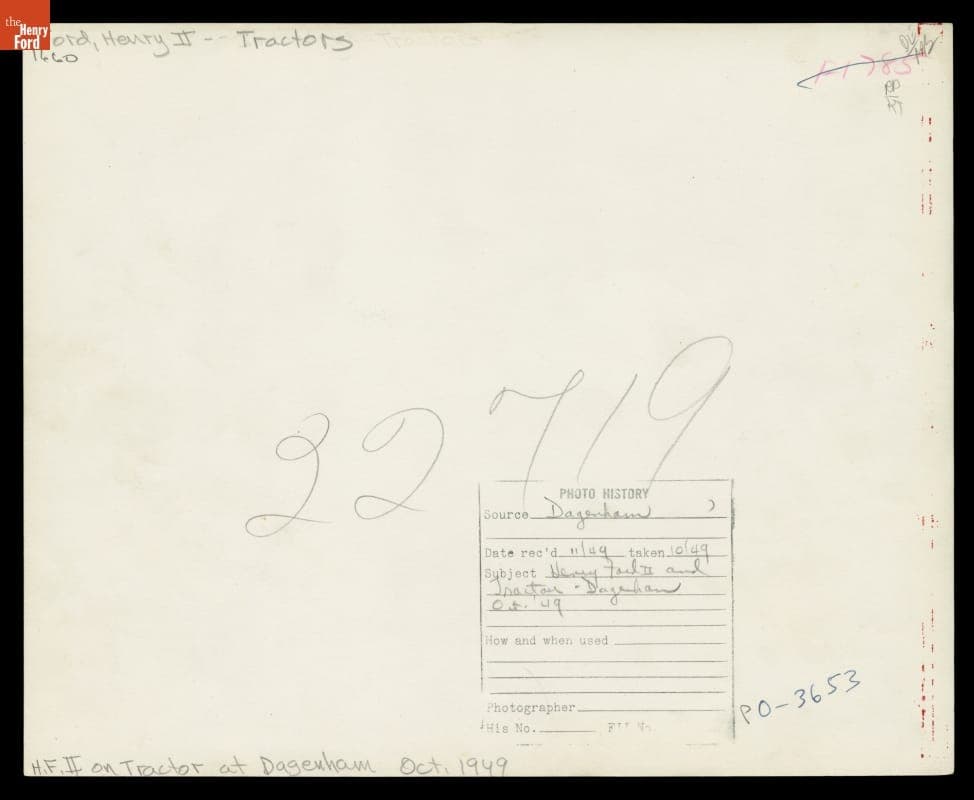 the
Henry
Ford
ord, Henry II -- Tractors
1660
F1785
32719
PHOTO HISTORY
Source Dagenham
Date rec'd 11/49 taken 10/49
Subject Henry Ford II and
Tractor - Dagenham
Oct. '49
How and when used
Photographer
His No.
PO-3653
H.F. II on Tractor at Dagenham Oct. 1949